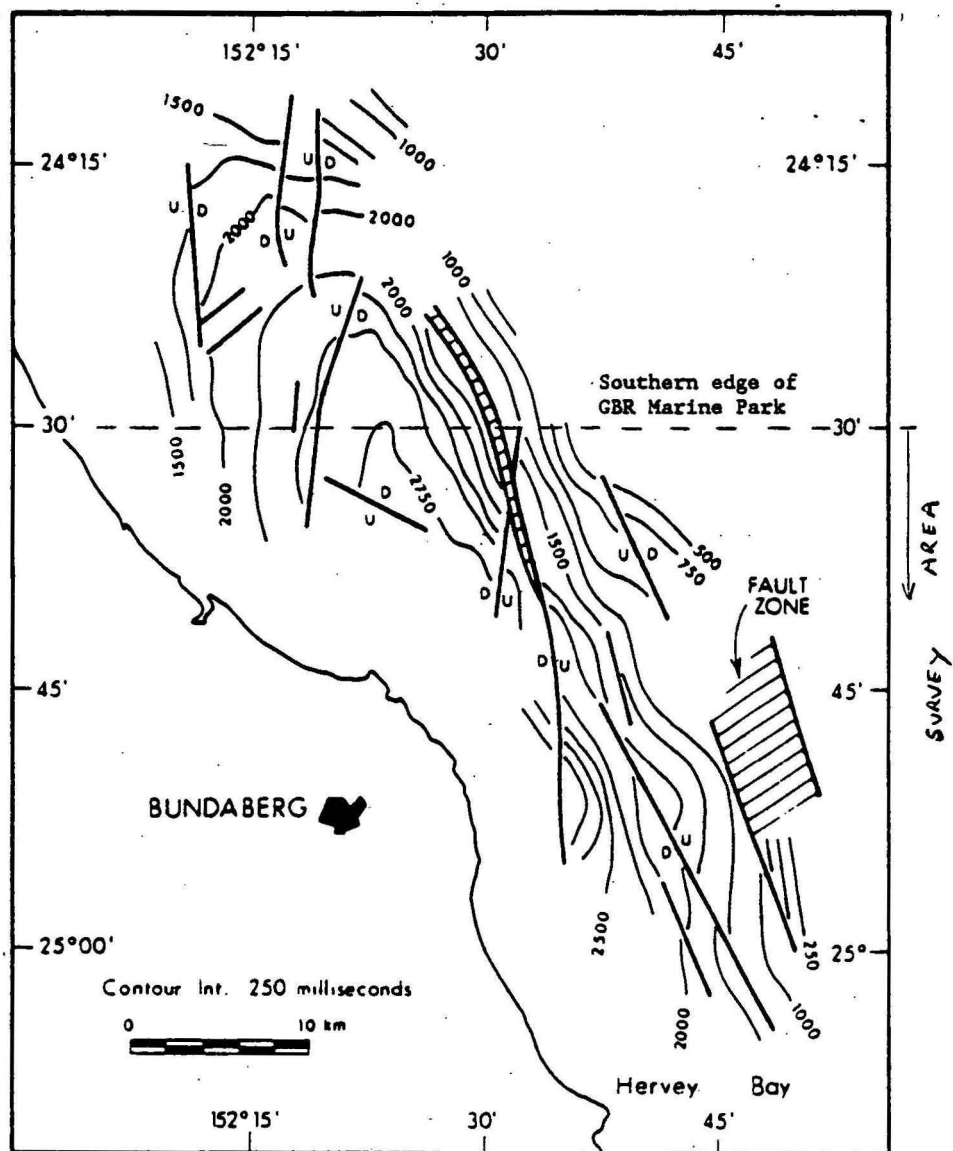 152°15'
30'
45'
1500
1000
24°15'
24°15'
U D
U D
2000
D U
2000
1000
2000
U D
Southern edge of
GBR Marine Park
30'
30'
1500
2000
2750
D
U
1500
U D
500
750
D U
FAULT
ZONE
SURVEY AREA
D U
45'
45'
BUNDABERG
D U
2500
25°00'
250
25°
Contour Int. 250 milliseconds
0
10 km
2000
1000
Hervey Bay
152°15'
30'
45'